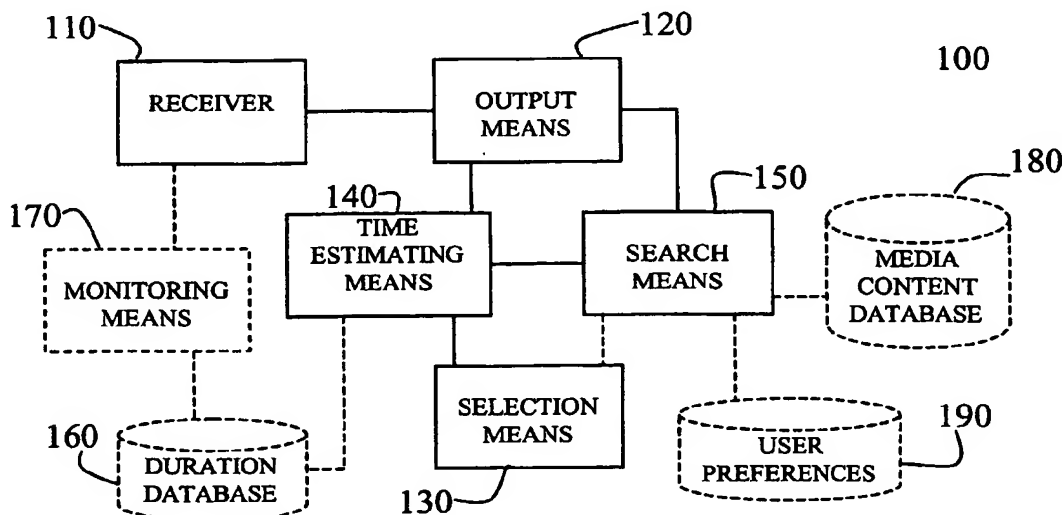 110
120
100
RECEIVER
OUTPUT
MEANS
140
150
180
170
TIME
ESTIMATING
MEANS
SEARCH
MEANS
MEDIA
CONTENT
DATABASE
MONITORING
MEANS
SELECTION
MEANS
160
DURATION
DATABASE
USER
PREFERENCES
190
130